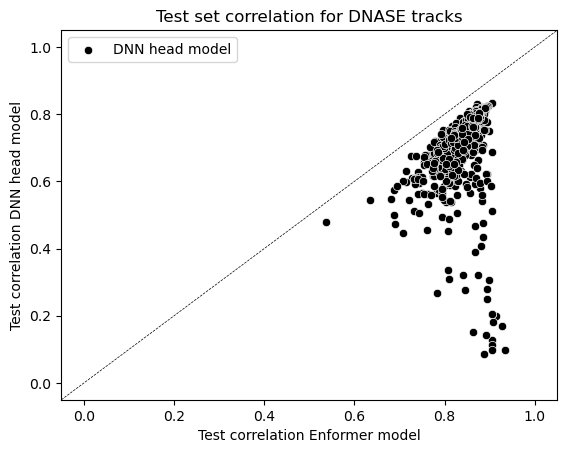 Test set correlation for DNASE tracks
DNN head model
Test correlation DNN head model
1.0
0.8
0.6
0.4
0.2
0.0
0.0 0.2 0.4 0.6 0.8 1.0
Test correlation Enformer model